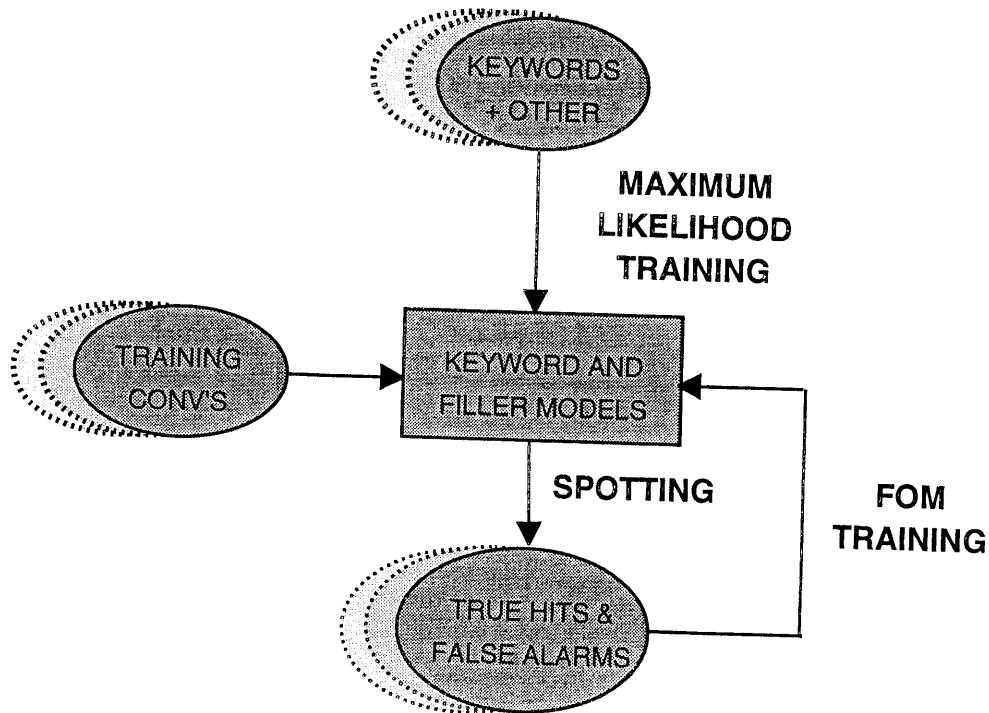 KEYWORDS
+ OTHER
MAXIMUM
LIKELIHOOD
TRAINING
TRAINING
CONV'S
KEYWORD AND
FILLER MODELS
SPOTTING
FOM
TRAINING
TRUE HITS &
FALSE ALARMS